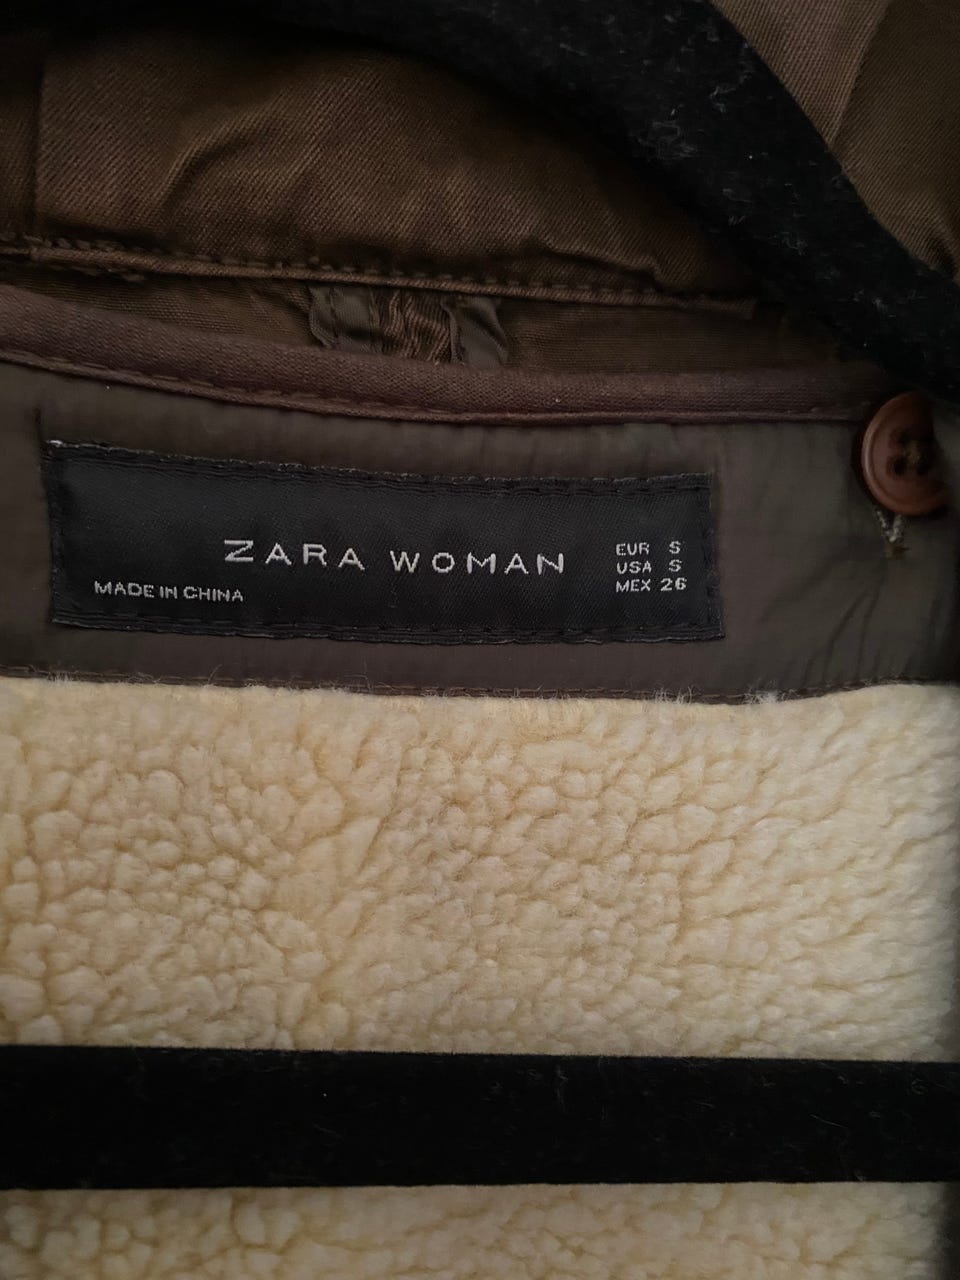 ZARA WOMAN
MADE IN CHINA
EUR S
USA S
MEX 26